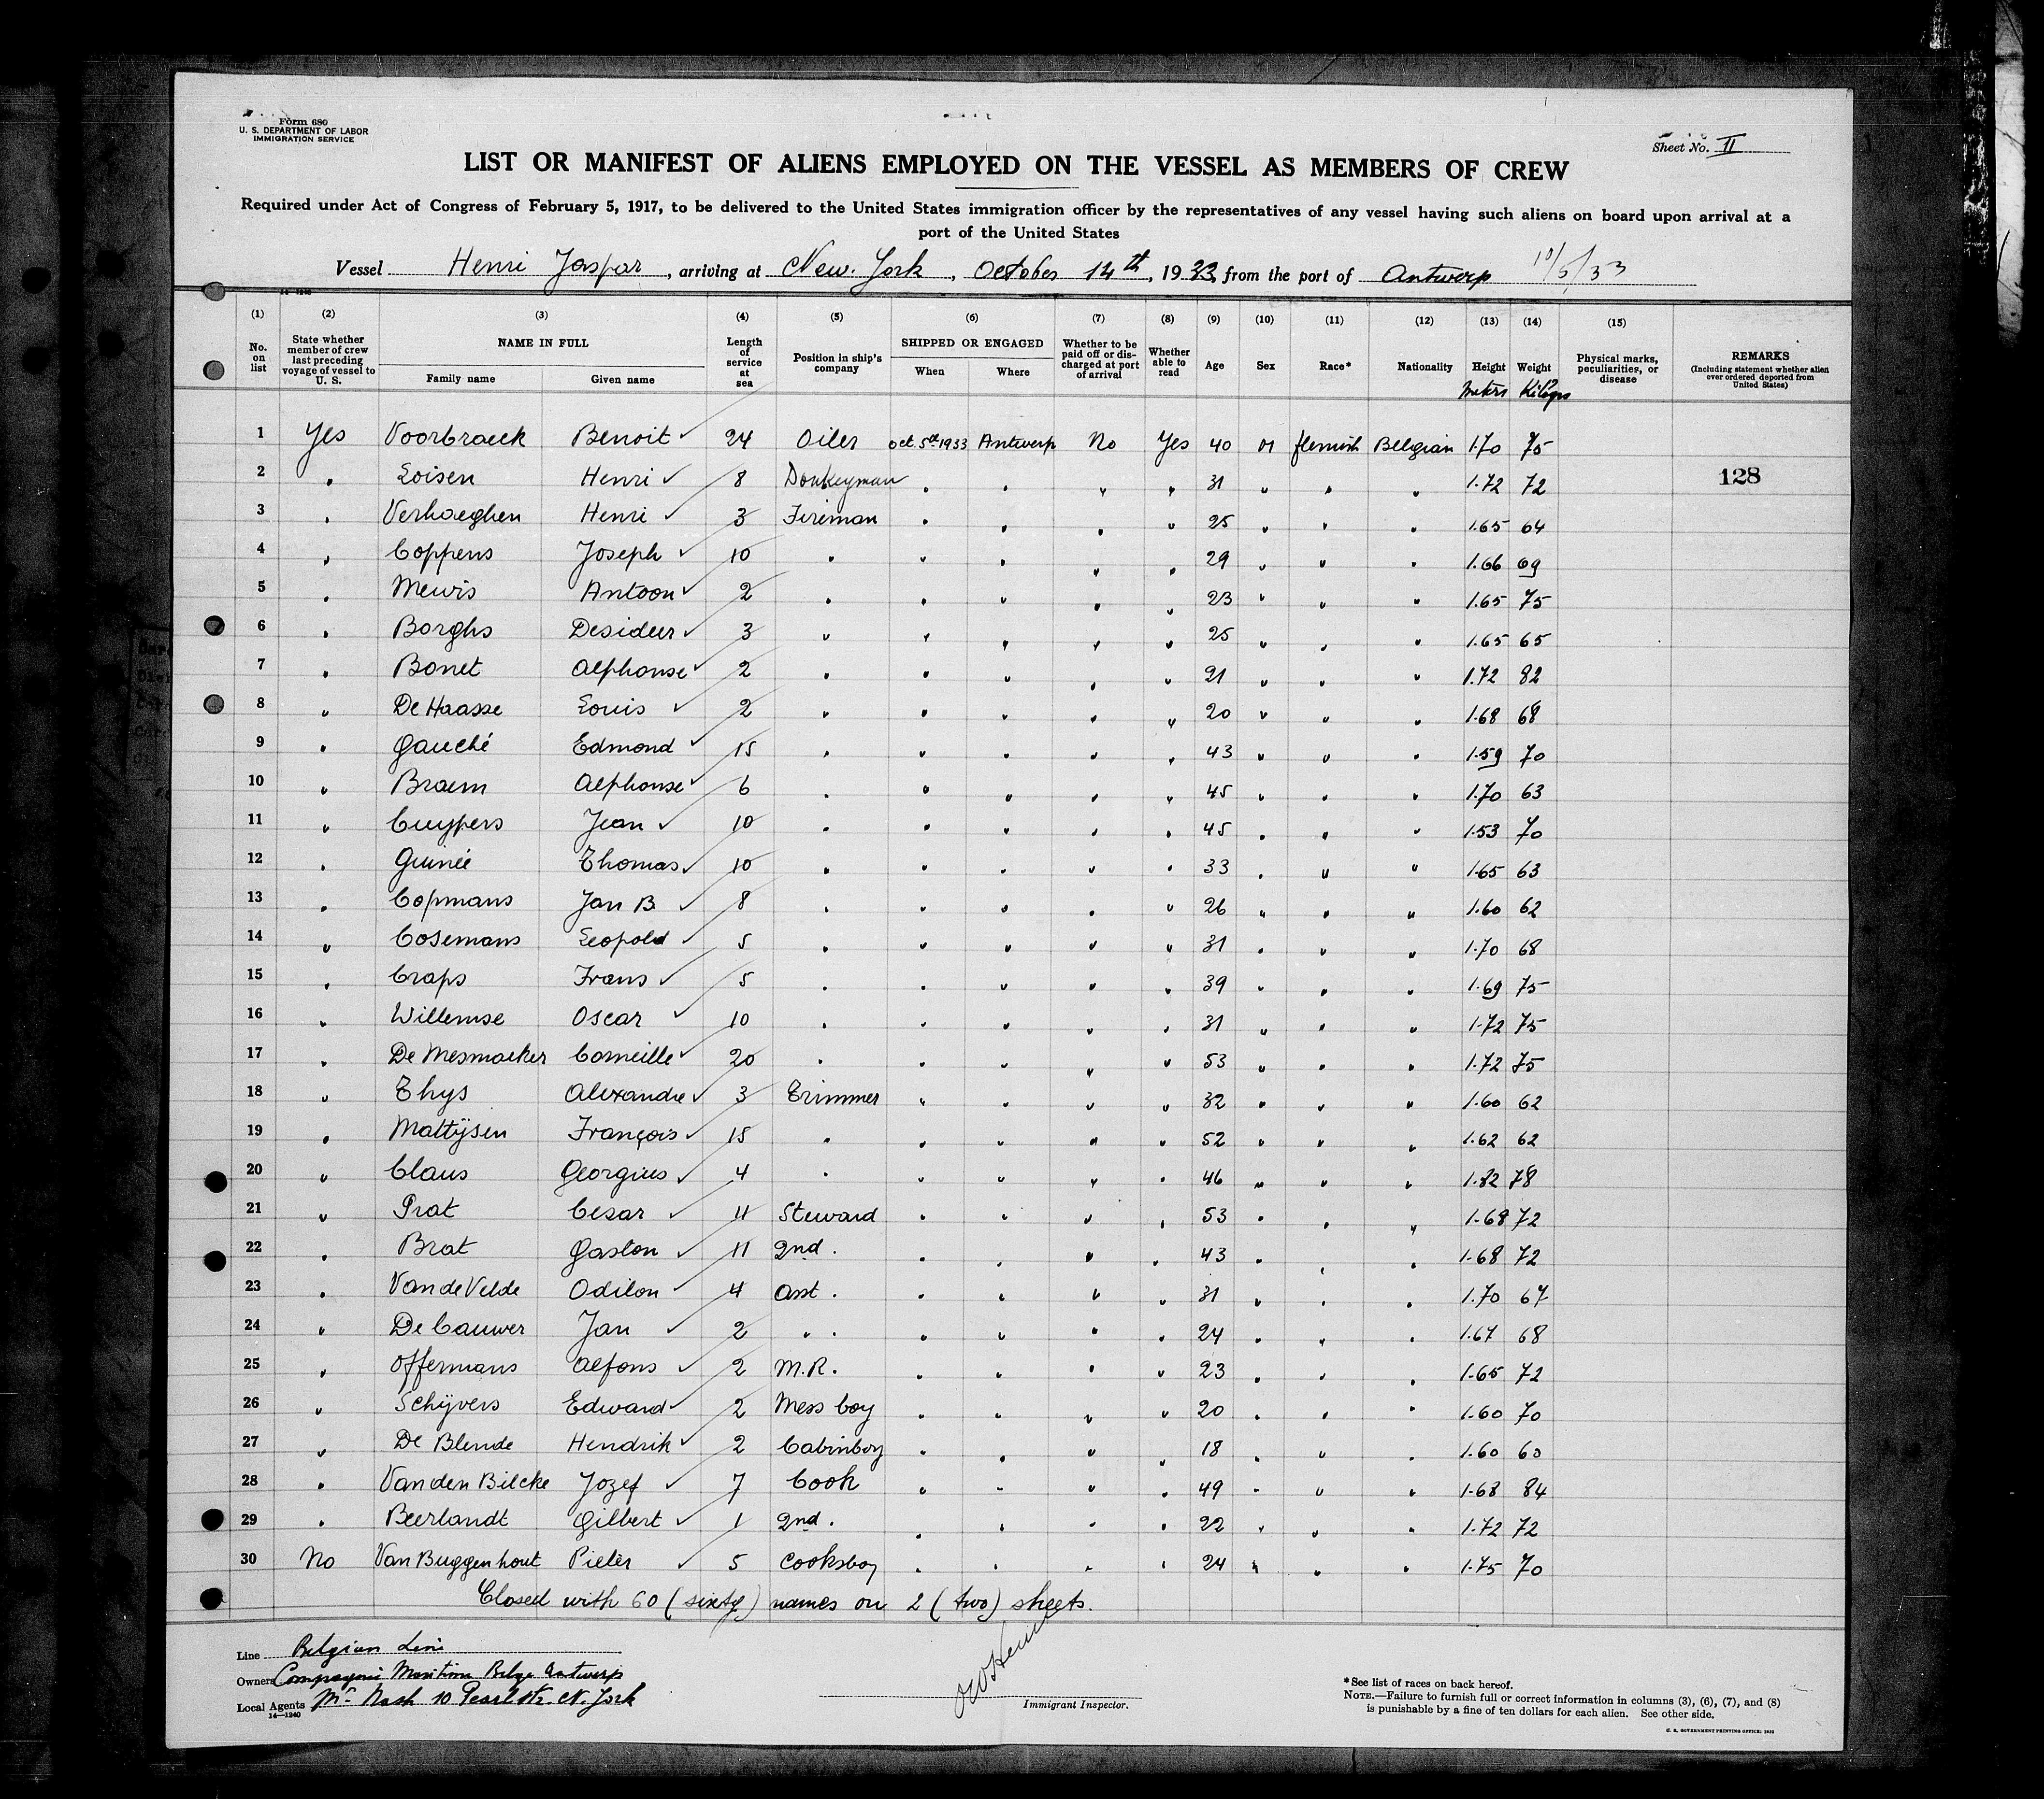 Form 680
U. S. DEPARTMENT OF LABOR
IMMIGRATION SERVICE
Sheet No. II
LIST OR MANIFEST OF ALIENS EMPLOYED ON THE VESSEL AS MEMBERS OF CREW
Required under Act of Congress of February 5, 1917, to be delivered to the United States immigration officer by the representatives of any vessel having such aliens on board upon arrival at a
port of the United States
Vessel Henri Jaspar, arriving at New. York, October 14th, 1933, from the port of Antwerp 10/5/33
(1) (2) (3) (4) (5) (6) (7) (8) (9) (10) (11) (12) (13) (14) (15)
No. on list
State whether member of crew last preceding voyage of vessel to U. S.
NAME IN FULL
Family name Given name
Length of service at sea
Position in ship's company
SHIPPED OR ENGAGED
When Where
Whether to be paid off or discharged at port of arrival
Whether able to read
Age
Sex
Race*
Nationality
Height Meters
Weight Kilogs
Physical marks, peculiarities, or disease
REMARKS
(Including statement whether alien ever ordered deported from United States)
1 Yes Voorbraeck Benoit 24 Oiler oct. 5th 1933 Antwerp No Yes 40 M flemish Belgian 1.70 75
2 " Loisen Henri 8 Donkeyman " " " " 31 " " " 1.72 72 128
3 " Verhaeghen Henri 3 Fireman " " " " 25 " " " 1.65 64
4 " Coppens Joseph 10 " " " " " 29 " " " 1.66 69
5 " Mewis Antoon 2 " " " " " 23 " " " 1.65 75
6 " Borghs Desideer 3 " " " " " 25 " " " 1.65 65
7 " Bonet Alphonse 2 " " " " " 21 " " " 1.72 82
8 " De Haasse Louis 2 " " " " " 20 " " " 1.68 68
9 " Gauché Edmond 15 " " " " " 43 " " " 1.59 70
10 " Braem Alphonse 6 " " " " " 45 " " " 1.70 63
11 " Cuypers Jean 10 " " " " " 45 " " " 1.53 70
12 " Guinée Thomas 10 " " " " " 33 " " " 1.65 63
13 " Copmans Jan B. 8 " " " " " 26 " " " 1.60 62
14 " Cosemans Leopold 5 " " " " " 31 " " " 1.70 68
15 " Craps Frans 5 " " " " " 39 " " " 1.69 75
16 " Willemse Oscar 10 " " " " " 31 " " " 1.72 75
17 " De Mesmaeker Corneille 20 " " " " " 53 " " " 1.72 75
18 " Thys Alexandre 3 Trimmer " " " " 32 " " " 1.60 62
19 " Mattijsen François 15 " " " " " 52 " " " 1.62 62
20 " Claus Georgius 4 " " " " " 46 " " " 1.82 78
21 " Prat Cesar 11 Steward " " " " 53 " " " 1.68 72
22 " Brat Gaston 11 2nd. " " " " 43 " " " 1.68 72
23 " Van de Velde Odilon 4 Asst. " " " " 31 " " " 1.70 67
24 " De Cauwer Jan 2 " . " " " " 24 " " " 1.67 68
25 " Offermans Alfons 2 M.R. " " " " 23 " " " 1.65 72
26 " Schijvers Edward 2 Mess boy " " " " 20 " " " 1.60 70
27 " De Blende Hendrik 2 Cabinboy " " " " 18 " " " 1.60 60
28 " Van den Bilcke Jozef 7 Cook " " " " 49 " " " 1.68 84
29 " Beerlandt Gilbert 1 2nd. " " " " 22 " " " 1.72 72
30 No Van Buggenhout Pieter 5 Cooksboy " " " " 24 " " " 1.75 70
Closed with 60 (sixty) names on 2 (two) sheets.
Line Belgian Line
Owners Compagnie Maritime Belge Antwerp
Local Agents Mr. Nash 10 Pearl Str. N. York
14—1240
Immigrant Inspector.
*See list of races on back hereof.
NOTE.—Failure to furnish full or correct information in columns (3), (6), (7), and (8)
is punishable by a fine of ten dollars for each alien. See other side.
U. S. GOVERNMENT PRINTING OFFICE: 1932